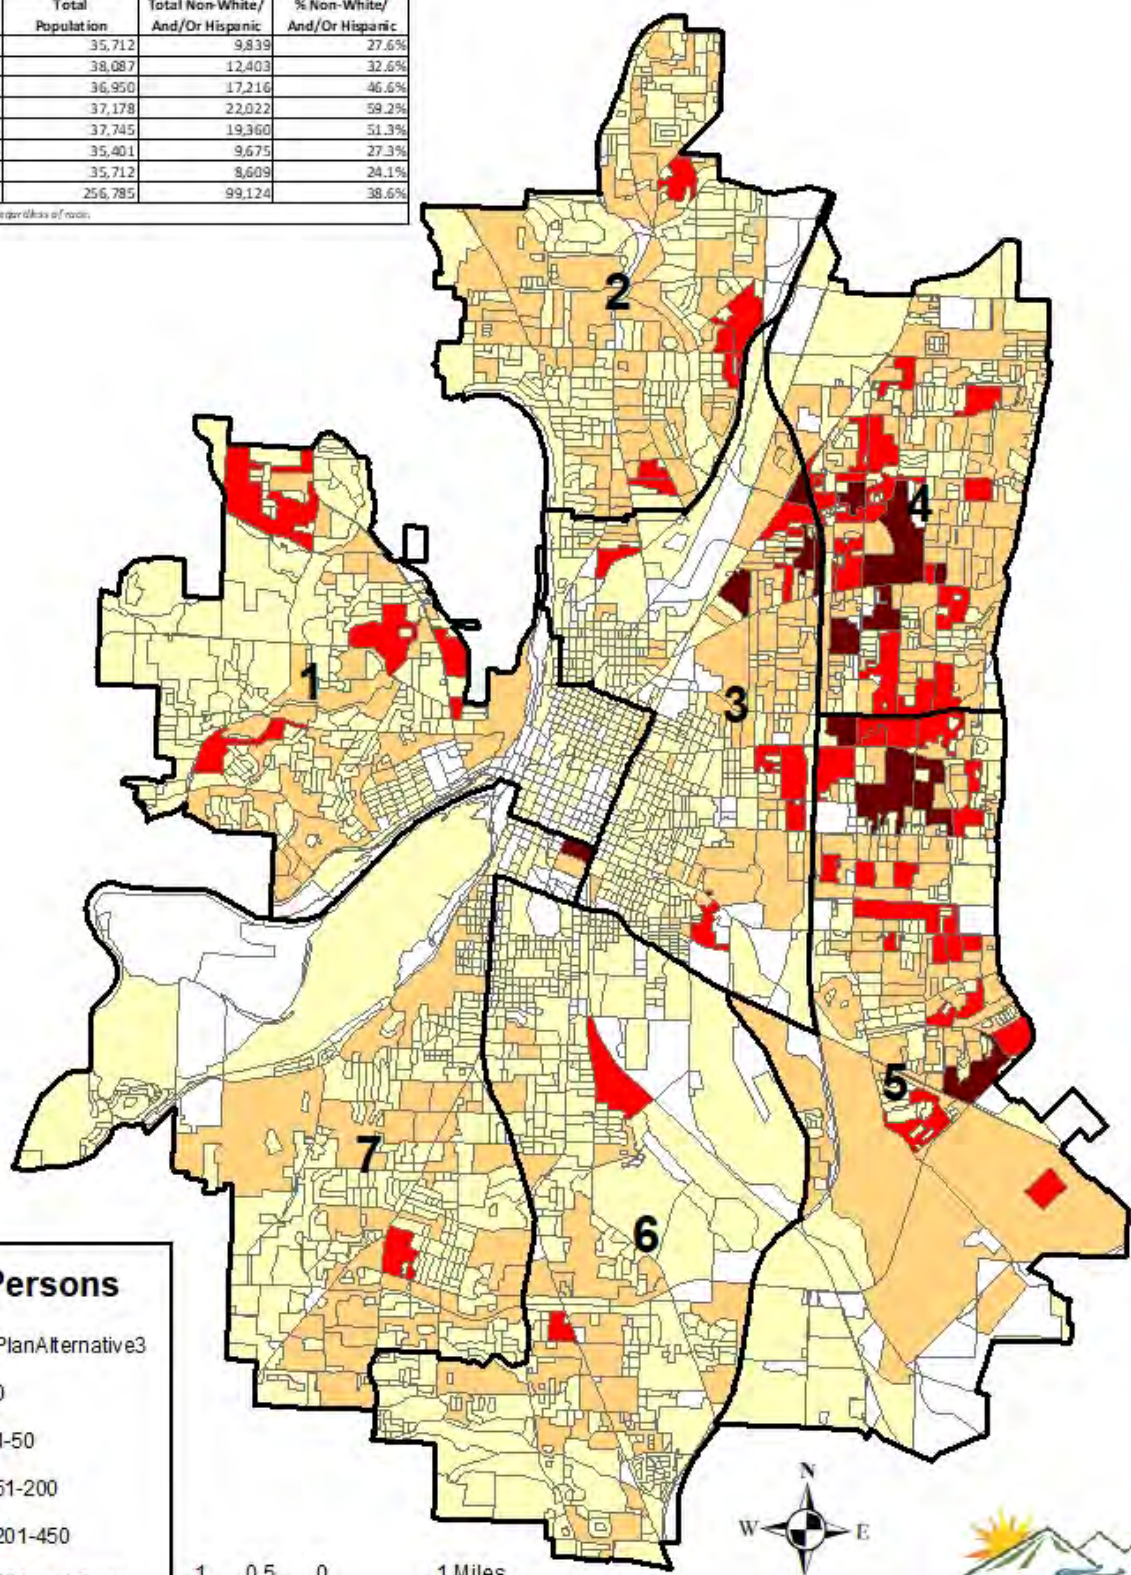 Total Total Non-White/ % Non-White/
Population And/Or Hispanic And/Or Hispanic
35,712 9,839 27.6%
38,087 12,403 32.6%
36,950 17,216 46.6%
37,178 22,022 59.2%
37,745 19,360 51.3%
35,401 9,675 27.3%
35,712 8,609 24.1%
256,785 99,124 38.6%
regardless of race.
2
4
1
3
5
7
6
Persons
PlanAlternative3
0
1-50
51-200
201-450
N
W E
1 0.5 0 1 Miles